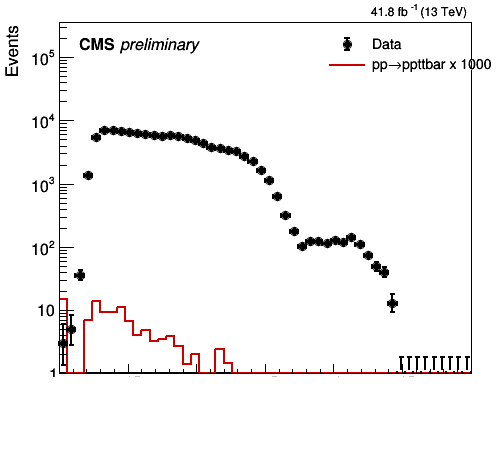 41.8 fb⁻¹ (13 TeV)
Events
CMS preliminary
Data
pp→ppttbar x 1000
10⁵
10⁴
10³
10²
10
1